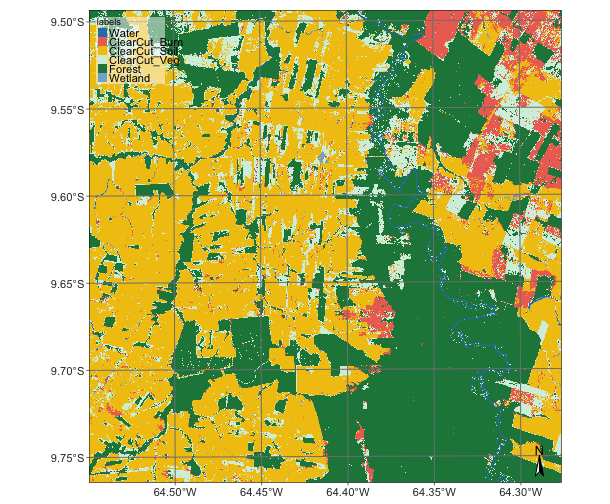 9.50°S
labels
Water
ClearCut_Burn
ClearCut_Soil
ClearCut_Veg
Forest
Wetland
9.55°S
9.60°S
9.65°S
9.70°S
9.75°S
N
64.50°W 64.45°W 64.40°W 64.35°W 64.30°W